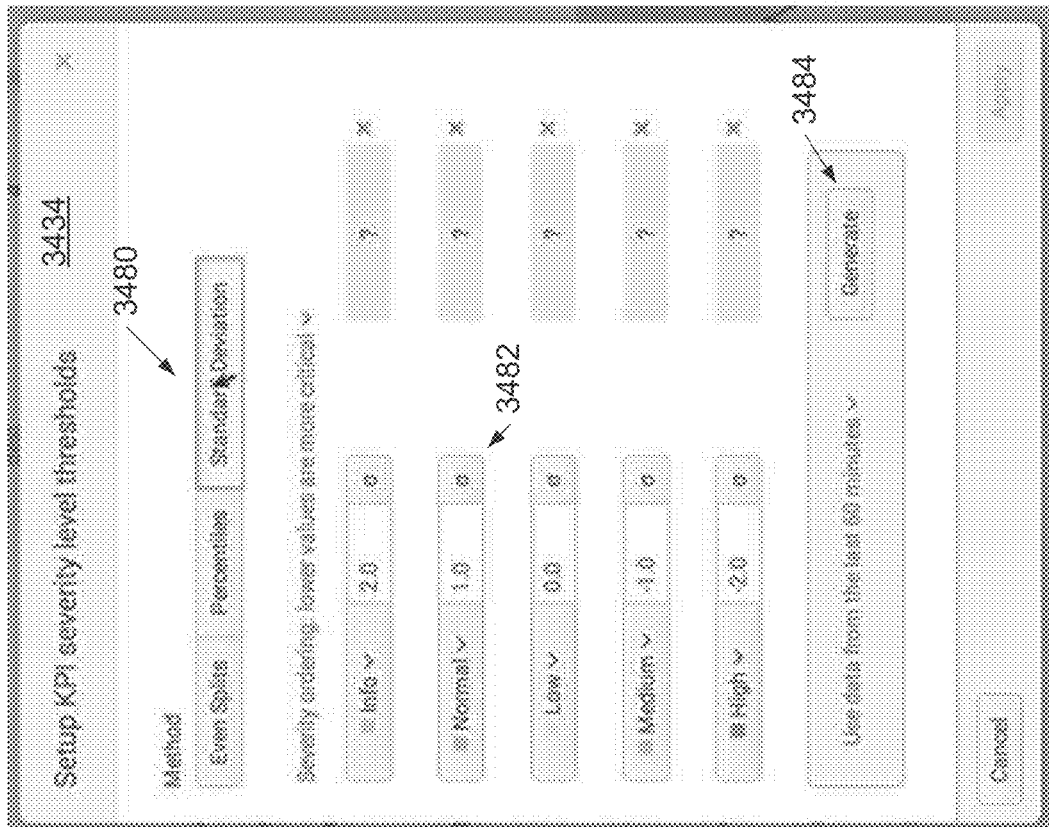 Setup KPI severity level thresholds 3434 ×
3480
Method
Even Splits Percentiles Standard Deviation
Severity ordering, lower values are more critical
Info 2.0 σ ? ×
Normal 1.0 σ ? ×
3482
Low 0.0 σ ? ×
Medium -1.0 σ ? ×
High -2.0 σ ? ×
3484
Use data from the last 60 minutes Generate
Cancel